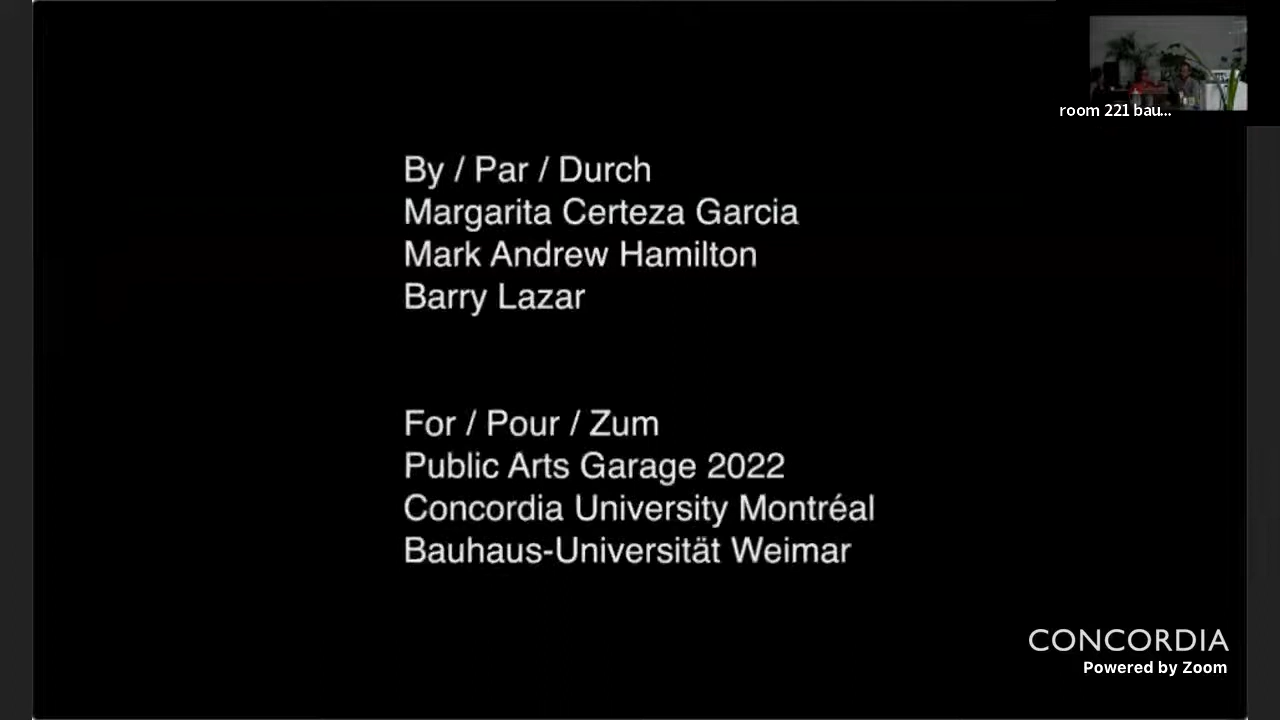 room 221 bau...
By / Par / Durch
Margarita Certeza Garcia
Mark Andrew Hamilton
Barry Lazar
For / Pour / Zum
Public Arts Garage 2022
Concordia University Montréal
Bauhaus-Universität Weimar
CONCORDIA
Powered by Zoom